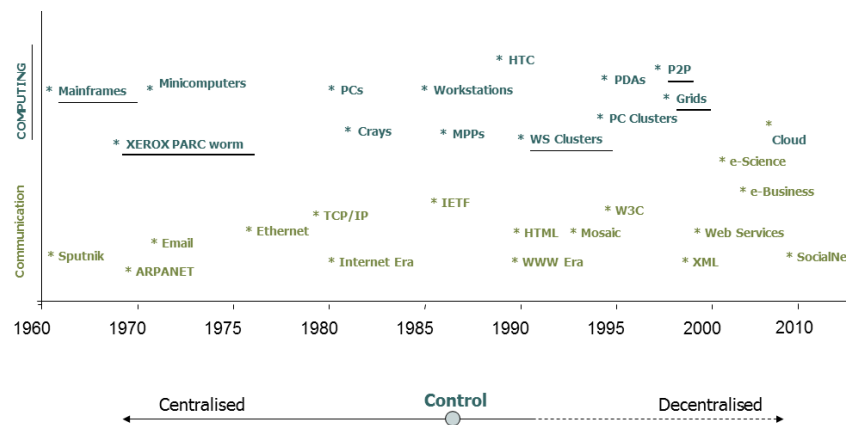 COMPUTING
* HTC
* P2P
* PDAs
* Mainframes
* Minicomputers
* PCs
* Workstations
* Grids
* PC Clusters
* Crays
* MPPs
* WS Clusters
* XEROX PARC worm
*
Cloud
* e-Science
* e-Business
Communication
* IETF
* W3C
* TCP/IP
* Ethernet
* HTML
* Mosaic
* Web Services
* Email
* Sputnik
* ARPANET
* Internet Era
* WWW Era
* XML
* SocialNe
1960 1970 1975 1980 1985 1990 1995 2000 2010
Centralised Control Decentralised